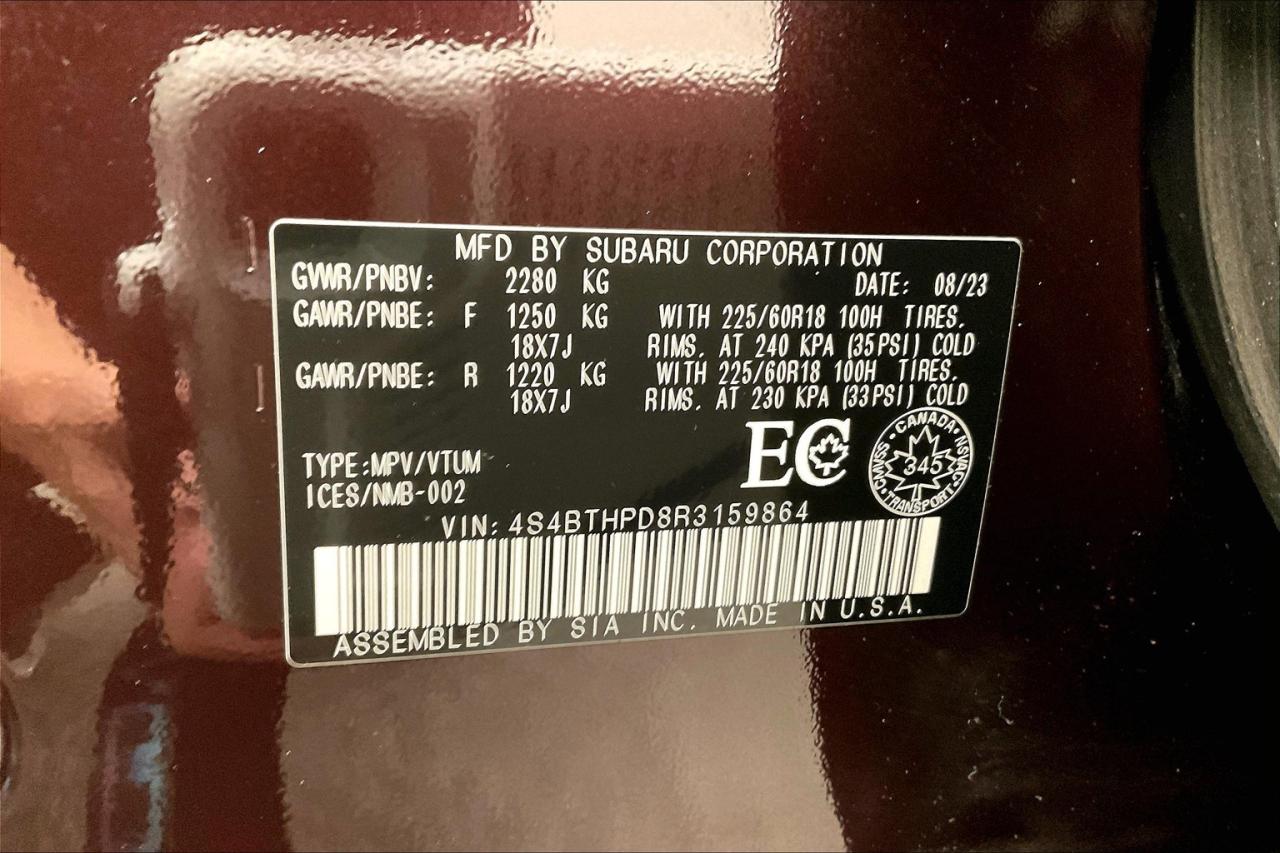 MFD BY SUBARU CORPORATION
GVWR/PNBV: 2280 KG DATE: 08/23
GAWR/PNBE: F 1250 KG WITH 225/60R18 100H TIRES.
18X7J RIMS. AT 240 KPA (35PSI) COLD
GAWR/PNBE: R 1220 KG WITH 225/60R18 100H TIRES.
18X7J RIMS. AT 230 KPA (33PSI) COLD
EC
CANADA · NSVAC · TRANSPORT · CMVSS
345
TYPE:MPV/VTUM
ICES/NMB-002
VIN: 4S4BTHPD8R3159864
ASSEMBLED BY SIA INC. MADE IN U.S.A.